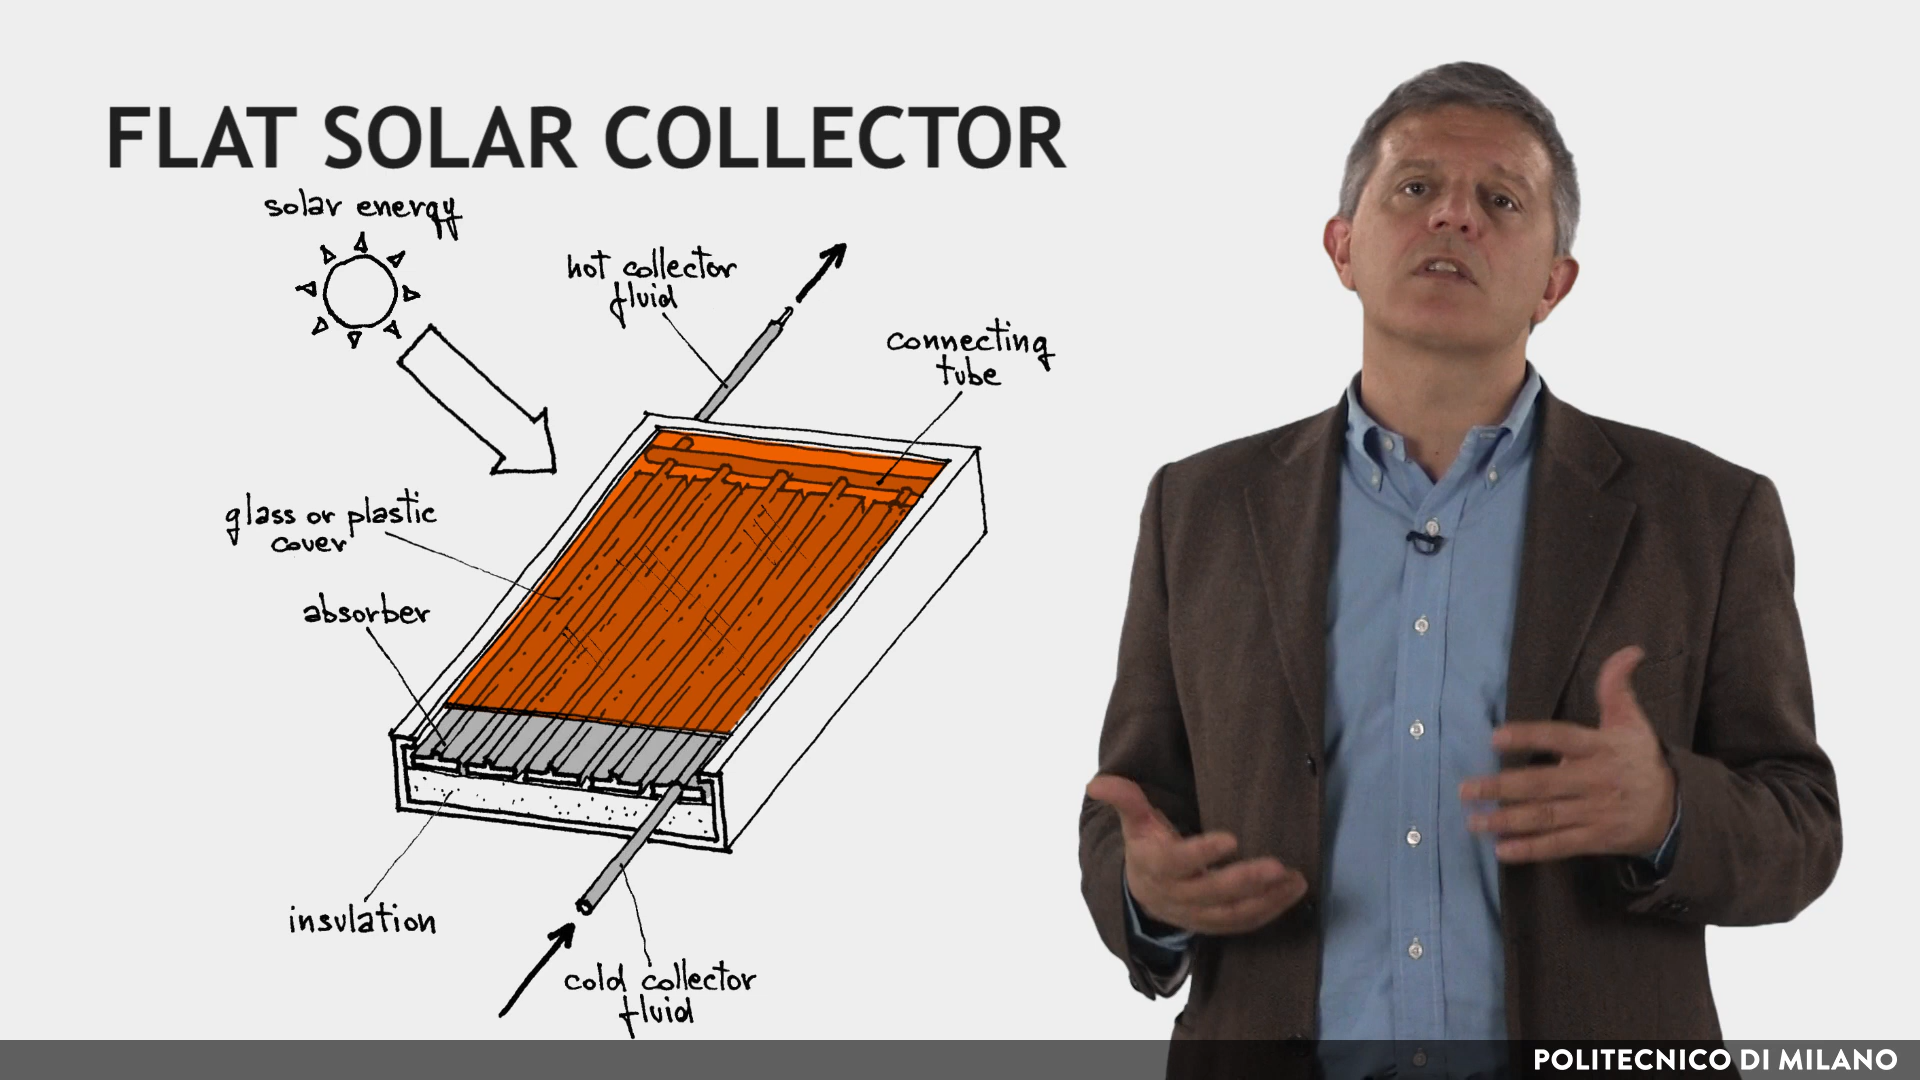 FLAT SOLAR COLLECTOR
solar energy
hot collector
fluid
connecting
tube
glass or plastic
cover
absorber
insulation
cold collector
fluid
POLITECNICO DI MILANO